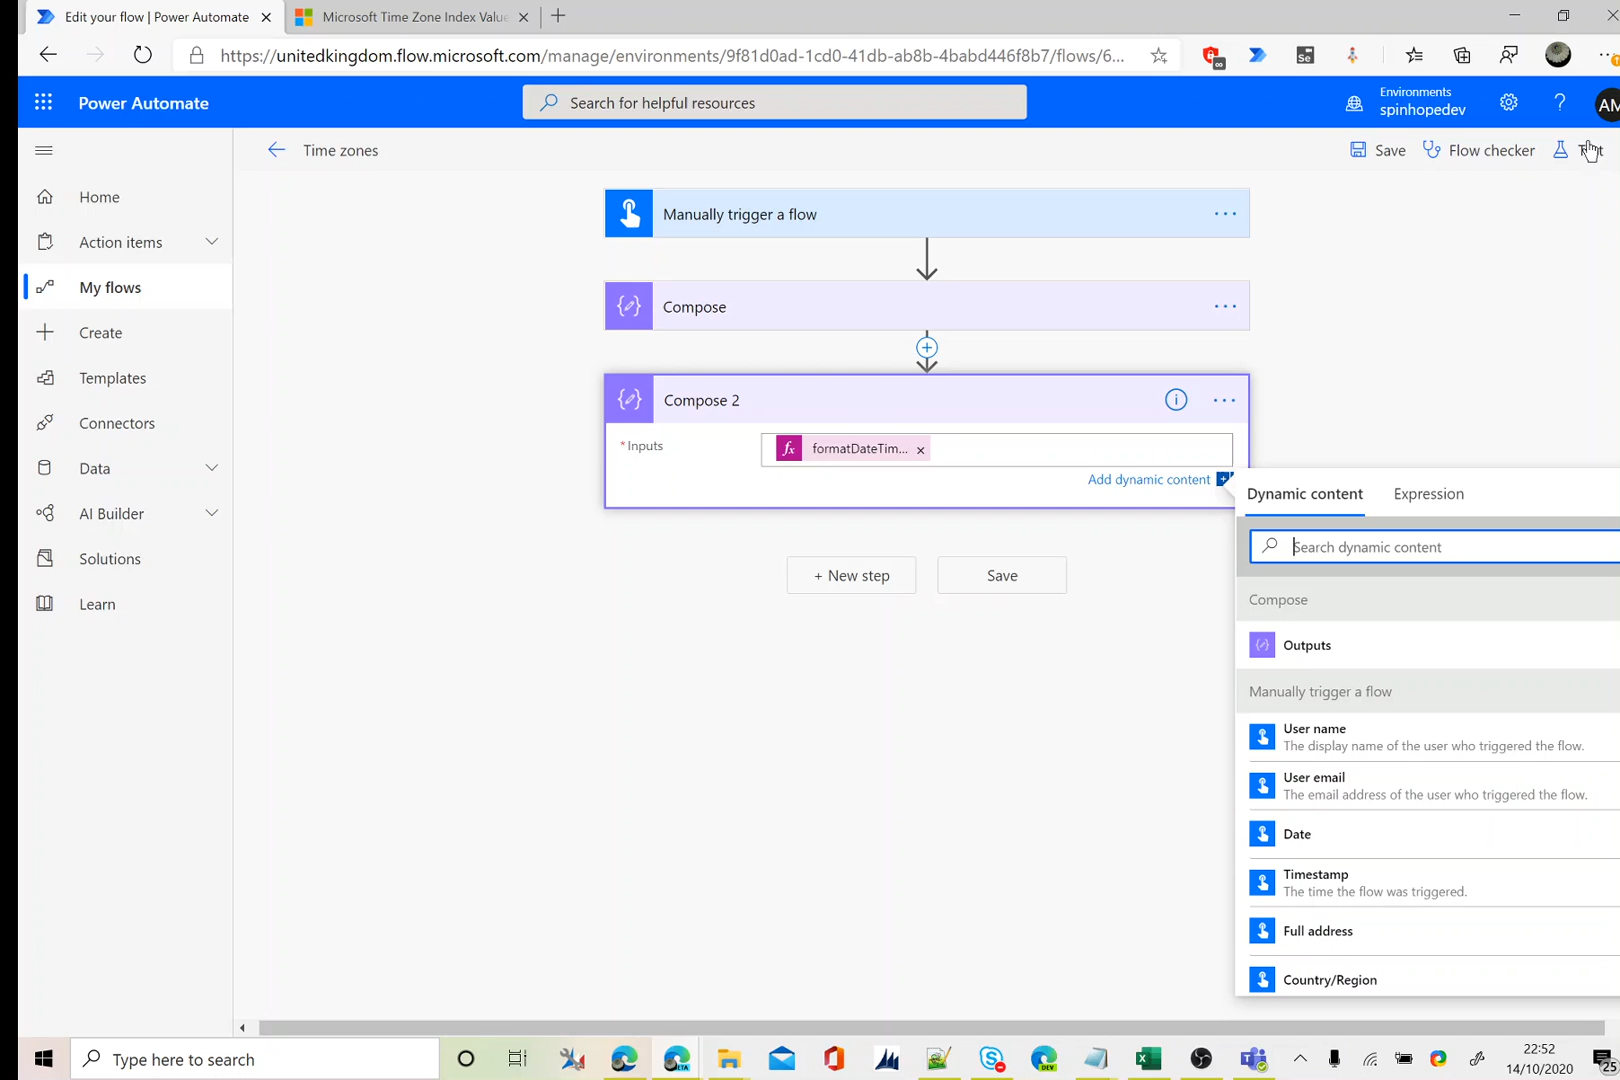 Edit your flow | Power Automate
Microsoft Time Zone Index Value
https://unitedkingdom.flow.microsoft.com/manage/environments/9f81d0ad-1cd0-41db-ab8b-4babd446f8b7/flows/6...
Power Automate
Search for helpful resources
Environments
spinhopedev
AM
Time zones
Save
Flow checker
Home
Action items
My flows
Create
Templates
Connectors
Data
AI Builder
Solutions
Learn
Manually trigger a flow
Compose
Compose 2
* Inputs
fx formatDateTim... ×
Add dynamic content
+ New step
Save
Dynamic content
Expression
Search dynamic content
Compose
Outputs
Manually trigger a flow
User name
The display name of the user who triggered the flow.
User email
The email address of the user who triggered the flow.
Date
Timestamp
The time the flow was triggered.
Full address
Country/Region
Type here to search
BETA
DEV
22:52
14/10/2020
25